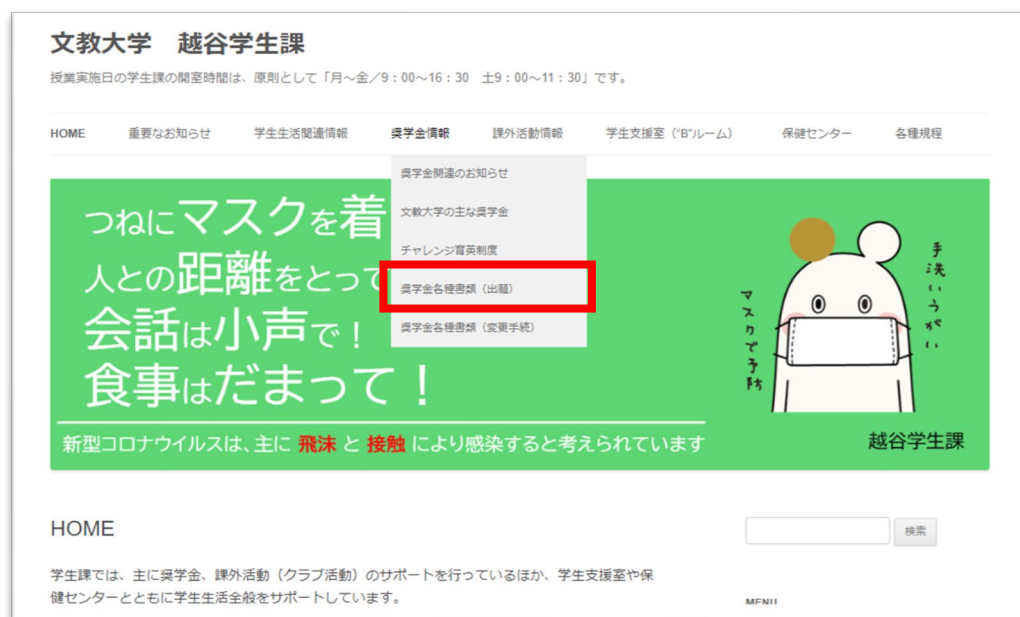 文教大学　越谷学生課
授業実施日の学生課の開室時間は、原則として「月～金／9：00～16：30　土9：00～11：30」です。
HOME 重要なお知らせ 学生生活関連情報 奨学金情報 課外活動情報 学生支援室（“B”ルーム） 保健センター 各種規程
奨学金関連のお知らせ
文教大学の主な奨学金
チャレンジ育英制度
奨学金各種書類（出願）
奨学金各種書類（変更手続）
つねにマスクを着
人との距離をとって
会話は小声で！
食事はだまって！
新型コロナウイルスは、主に 飛沫 と 接触 により感染すると考えられています
手洗いうがい
マスクで予防
越谷学生課
HOME
検索
学生課では、主に奨学金、課外活動（クラブ活動）のサポートを行っているほか、学生支援室や保
健センターとともに学生生活全般をサポートしています。
MENU